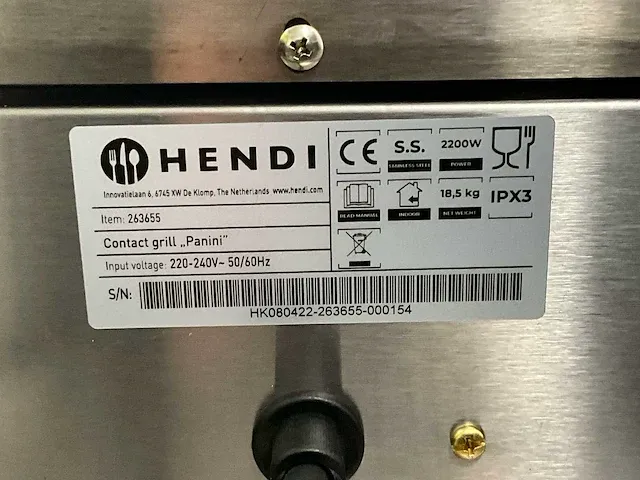 HENDI
Innovatielaan 6, 6745 XW De Klomp, The Netherlands www.hendi.com
Item: 263655
Contact grill „Panini”
Input voltage: 220-240V~ 50/60Hz
S/N:
HK080422-263655-000154
CE
S.S.
STAINLESS STEEL
2200W
POWER
READ MANUAL
INDOOR
18,5 kg
NET WEIGHT
IPX3